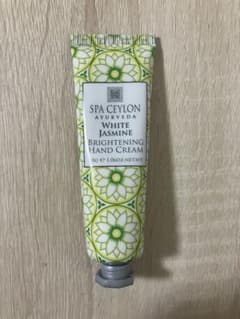 SPA CEYLON
AYURVEDA
WHITE
JASMINE
BRIGHTENING
HAND CREAM